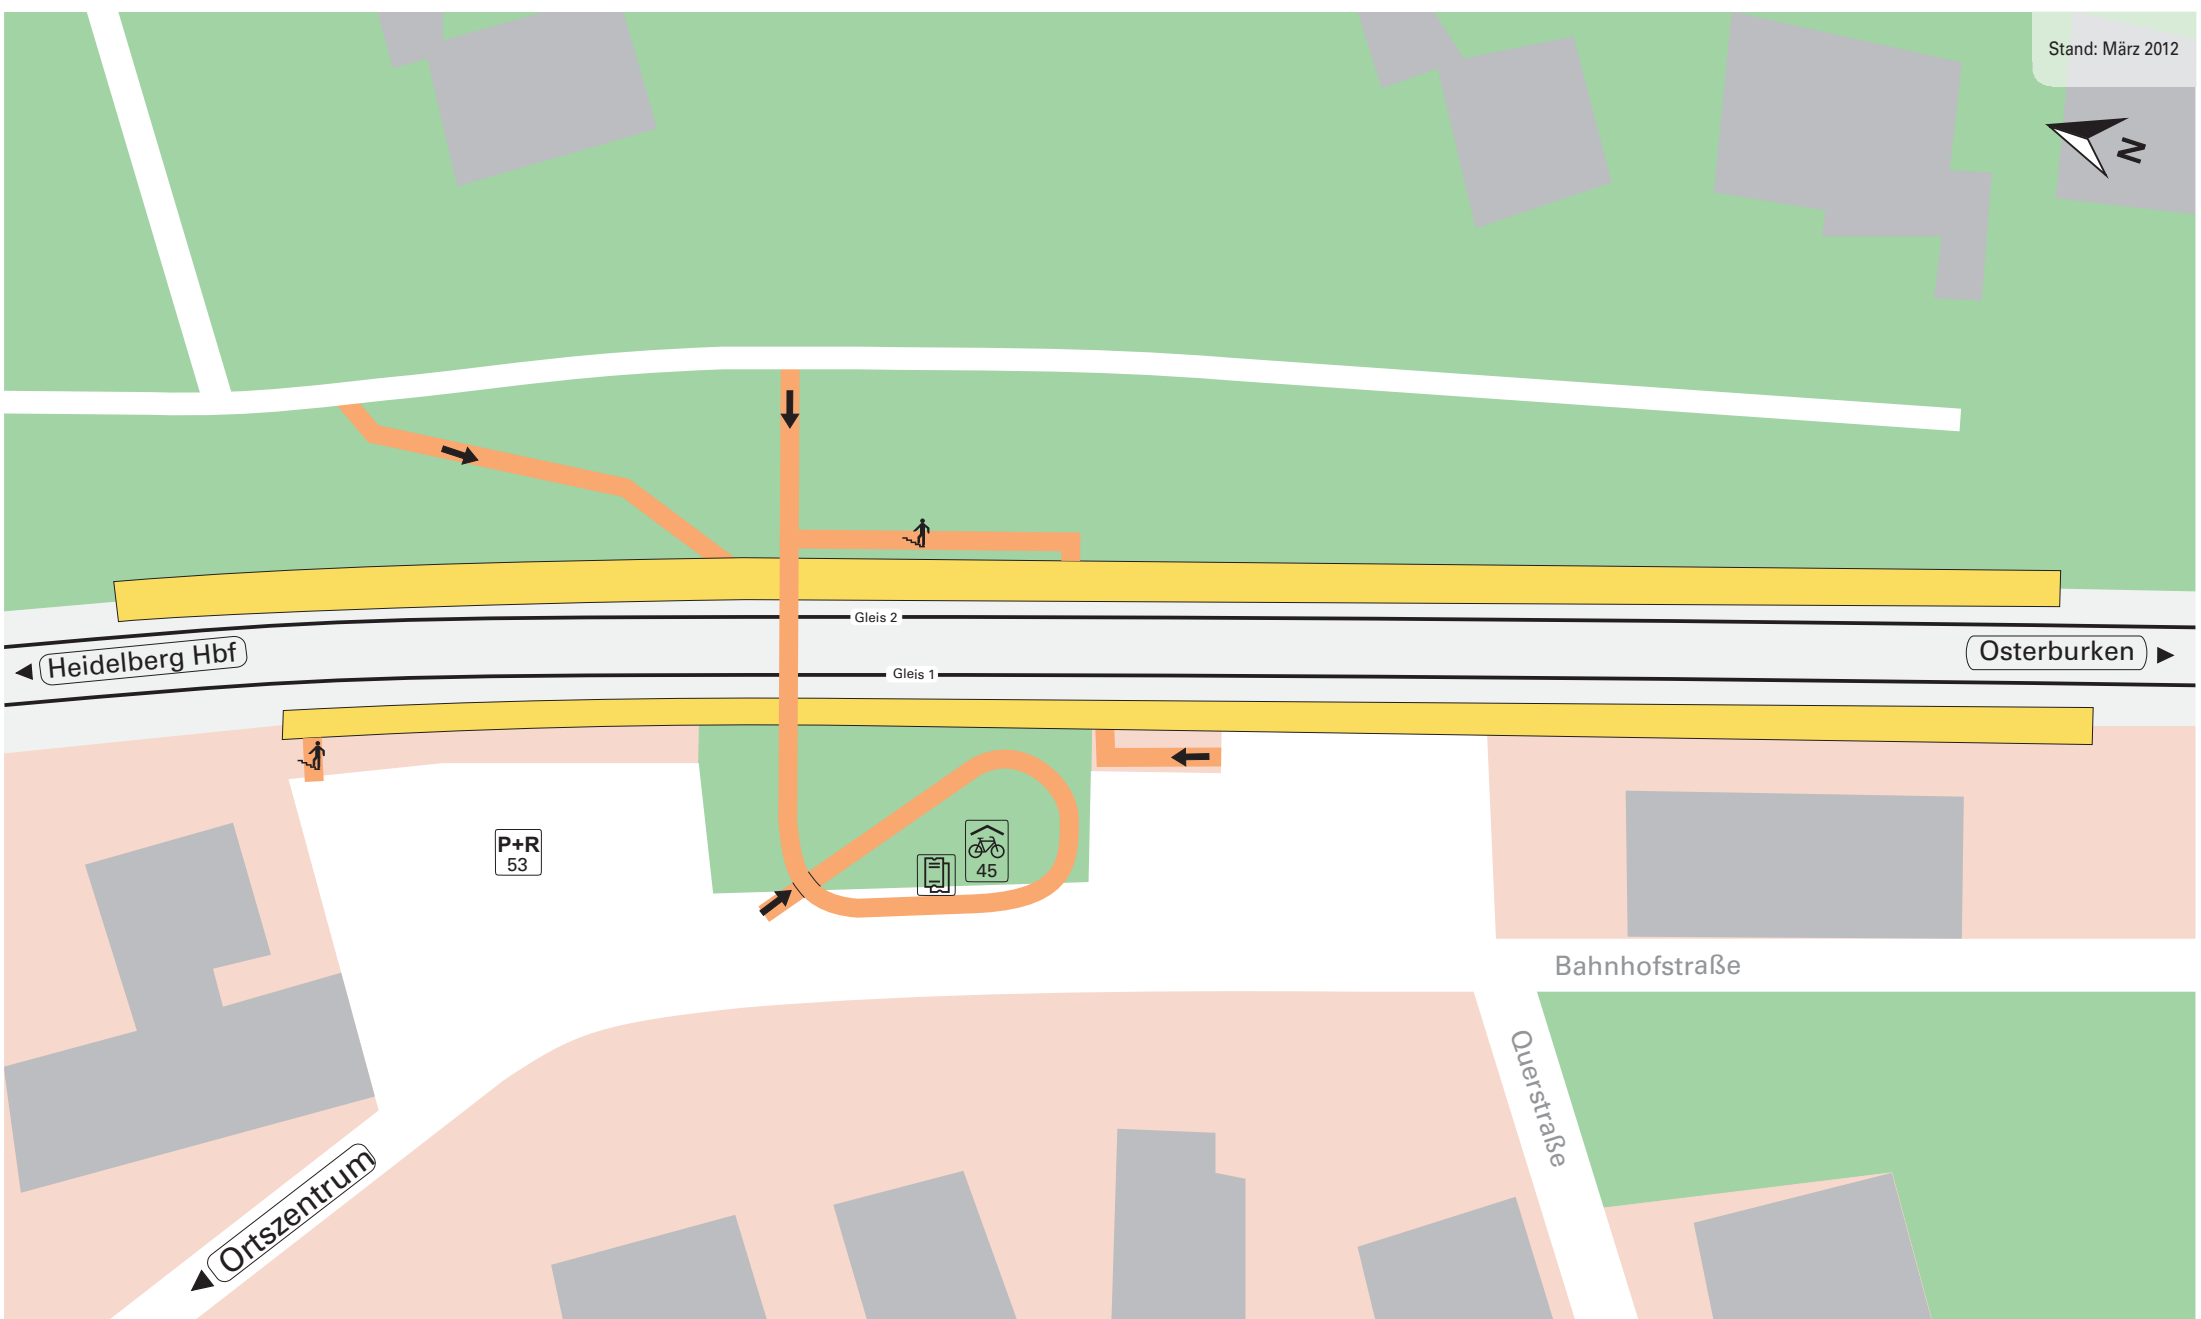 Stand: März 2012
N
Gleis 2
Heidelberg Hbf
Osterburken
Gleis 1
P+R
53
45
Bahnhofstraße
Querstraße
Ortszentrum